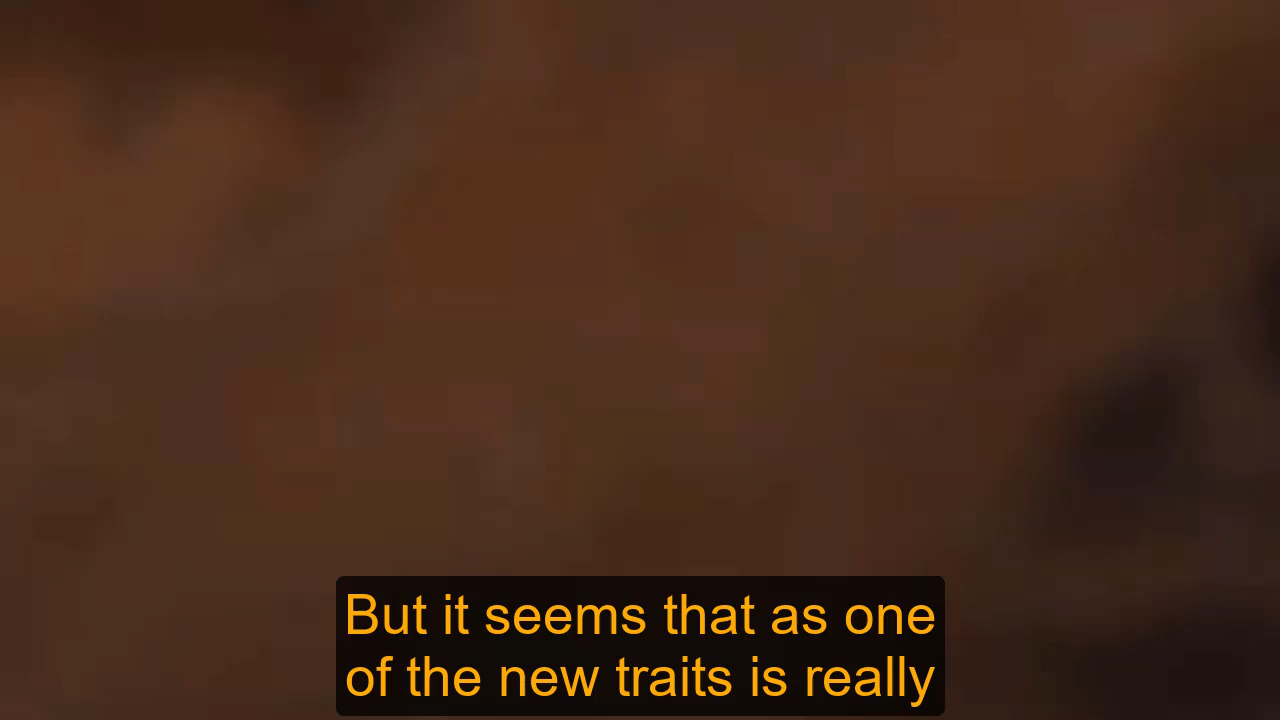 But it seems that as one
of the new traits is really